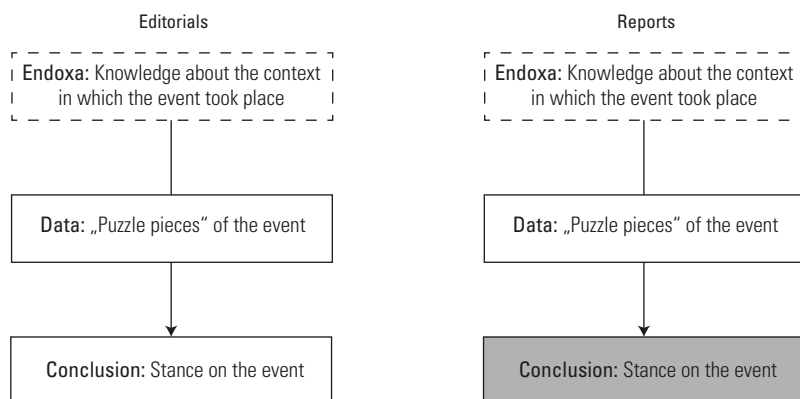 Editorials
Endoxa: Knowledge about the context
in which the event took place
Data: „Puzzle pieces“ of the event
Conclusion: Stance on the event
Reports
Endoxa: Knowledge about the context
in which the event took place
Data: „Puzzle pieces“ of the event
Conclusion: Stance on the event